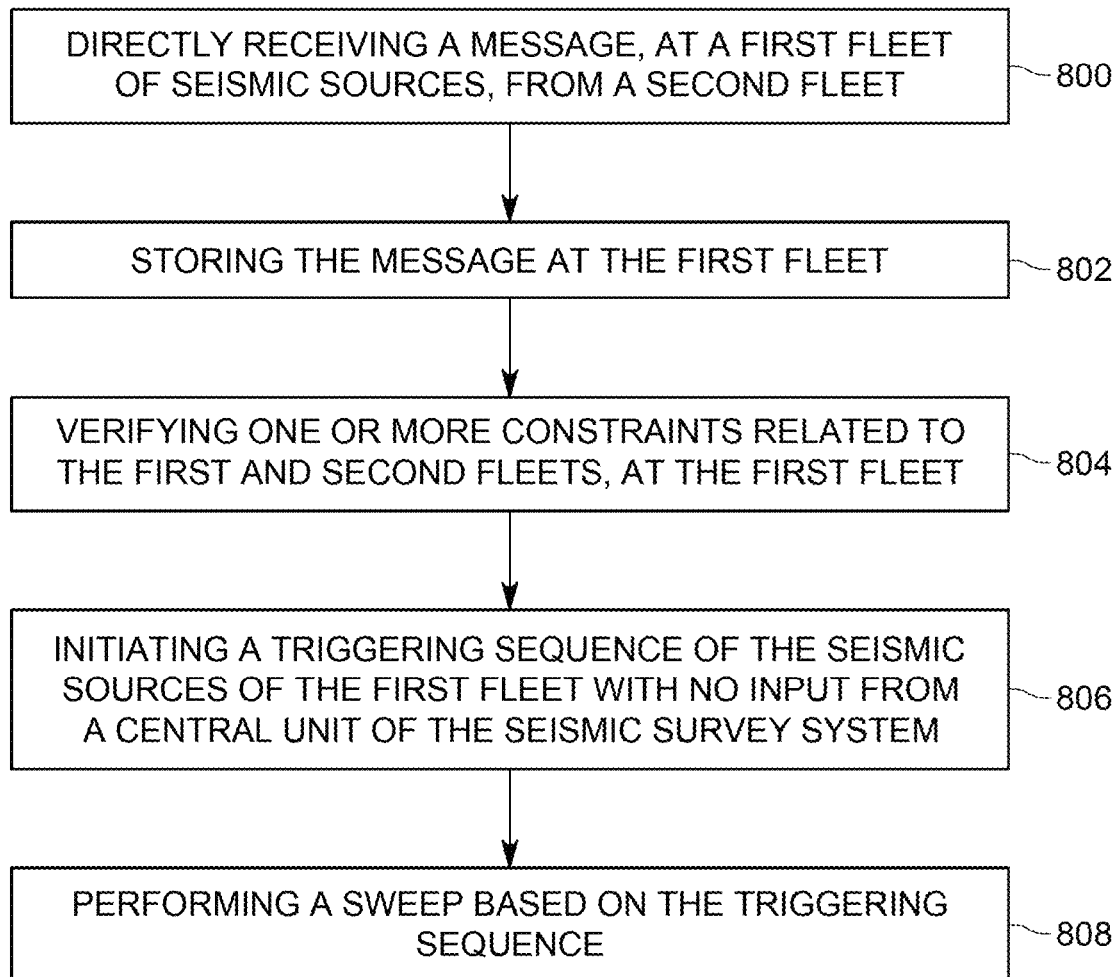 DIRECTLY RECEIVING A MESSAGE, AT A FIRST FLEET
OF SEISMIC SOURCES, FROM A SECOND FLEET
800
STORING THE MESSAGE AT THE FIRST FLEET
802
VERIFYING ONE OR MORE CONSTRAINTS RELATED TO
THE FIRST AND SECOND FLEETS, AT THE FIRST FLEET
804
INITIATING A TRIGGERING SEQUENCE OF THE SEISMIC
SOURCES OF THE FIRST FLEET WITH NO INPUT FROM
A CENTRAL UNIT OF THE SEISMIC SURVEY SYSTEM
806
PERFORMING A SWEEP BASED ON THE TRIGGERING
SEQUENCE
808